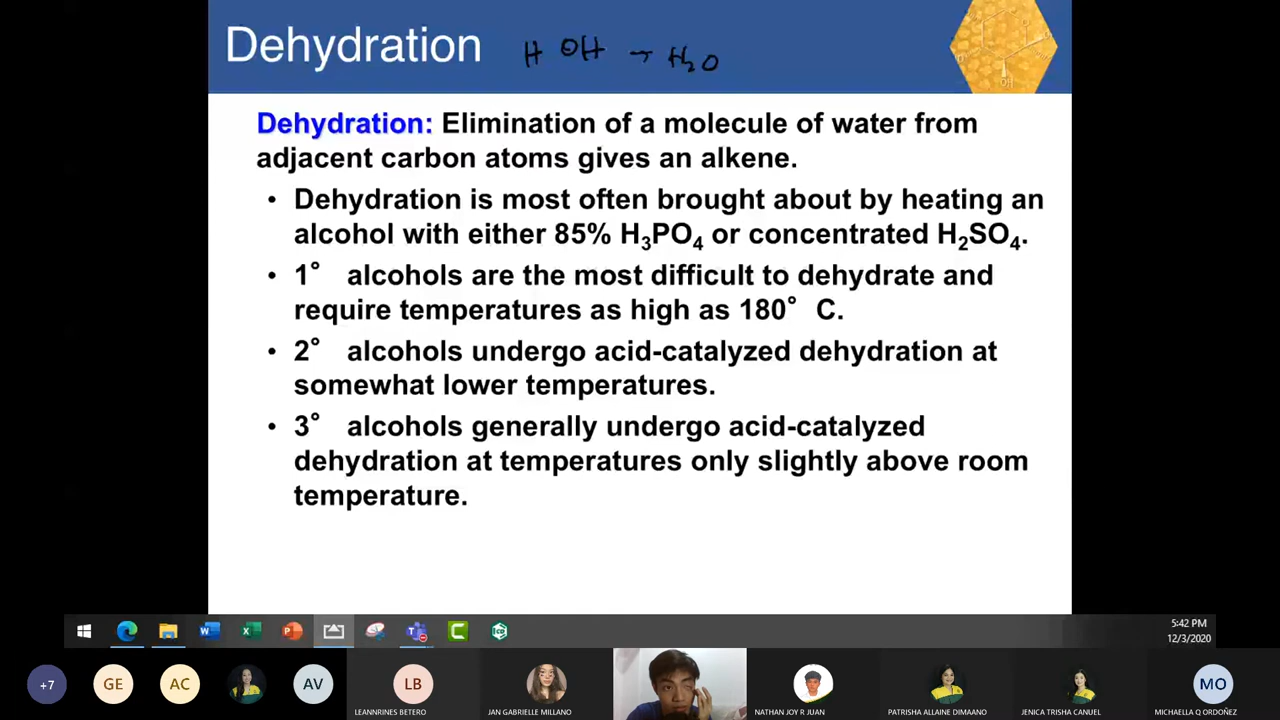 Dehydration H OH → H₂O
OH
Dehydration: Elimination of a molecule of water from
adjacent carbon atoms gives an alkene.
• Dehydration is most often brought about by heating an
alcohol with either 85% H₃PO₄ or concentrated H₂SO₄.
• 1° alcohols are the most difficult to dehydrate and
require temperatures as high as 180° C.
• 2° alcohols undergo acid-catalyzed dehydration at
somewhat lower temperatures.
• 3° alcohols generally undergo acid-catalyzed
dehydration at temperatures only slightly above room
temperature.
5:42 PM
12/3/2020
+7 GE AC AV LB MO
LEANNRINES BETERO JAN GABRIELLE MILLANO NATHAN JOY R JUAN PATRISHA ALLAINE DIMAANO JENICA TRISHA CANUEL MICHAELLA Q ORDOÑEZ